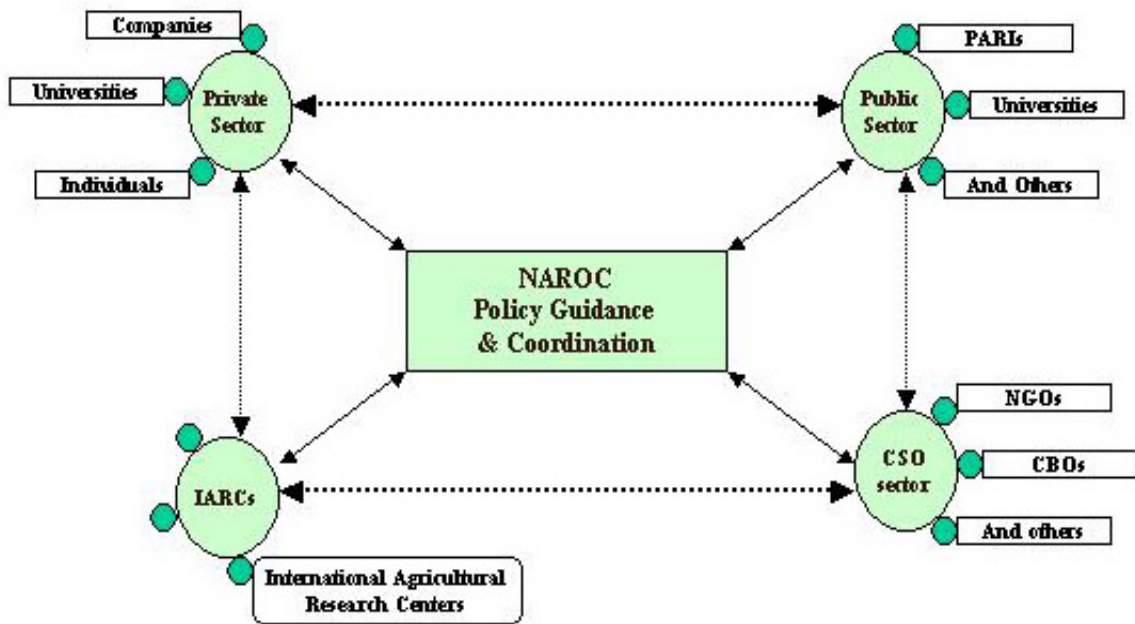 Companies
PARIs
Universities
Private
Sector
Public
Sector
Universities
Individuals
And Others
NAROC
Policy Guidance
& Coordination
NGOs
IARCs
CSO
sector
CBOs
And others
International Agricultural
Research Centers